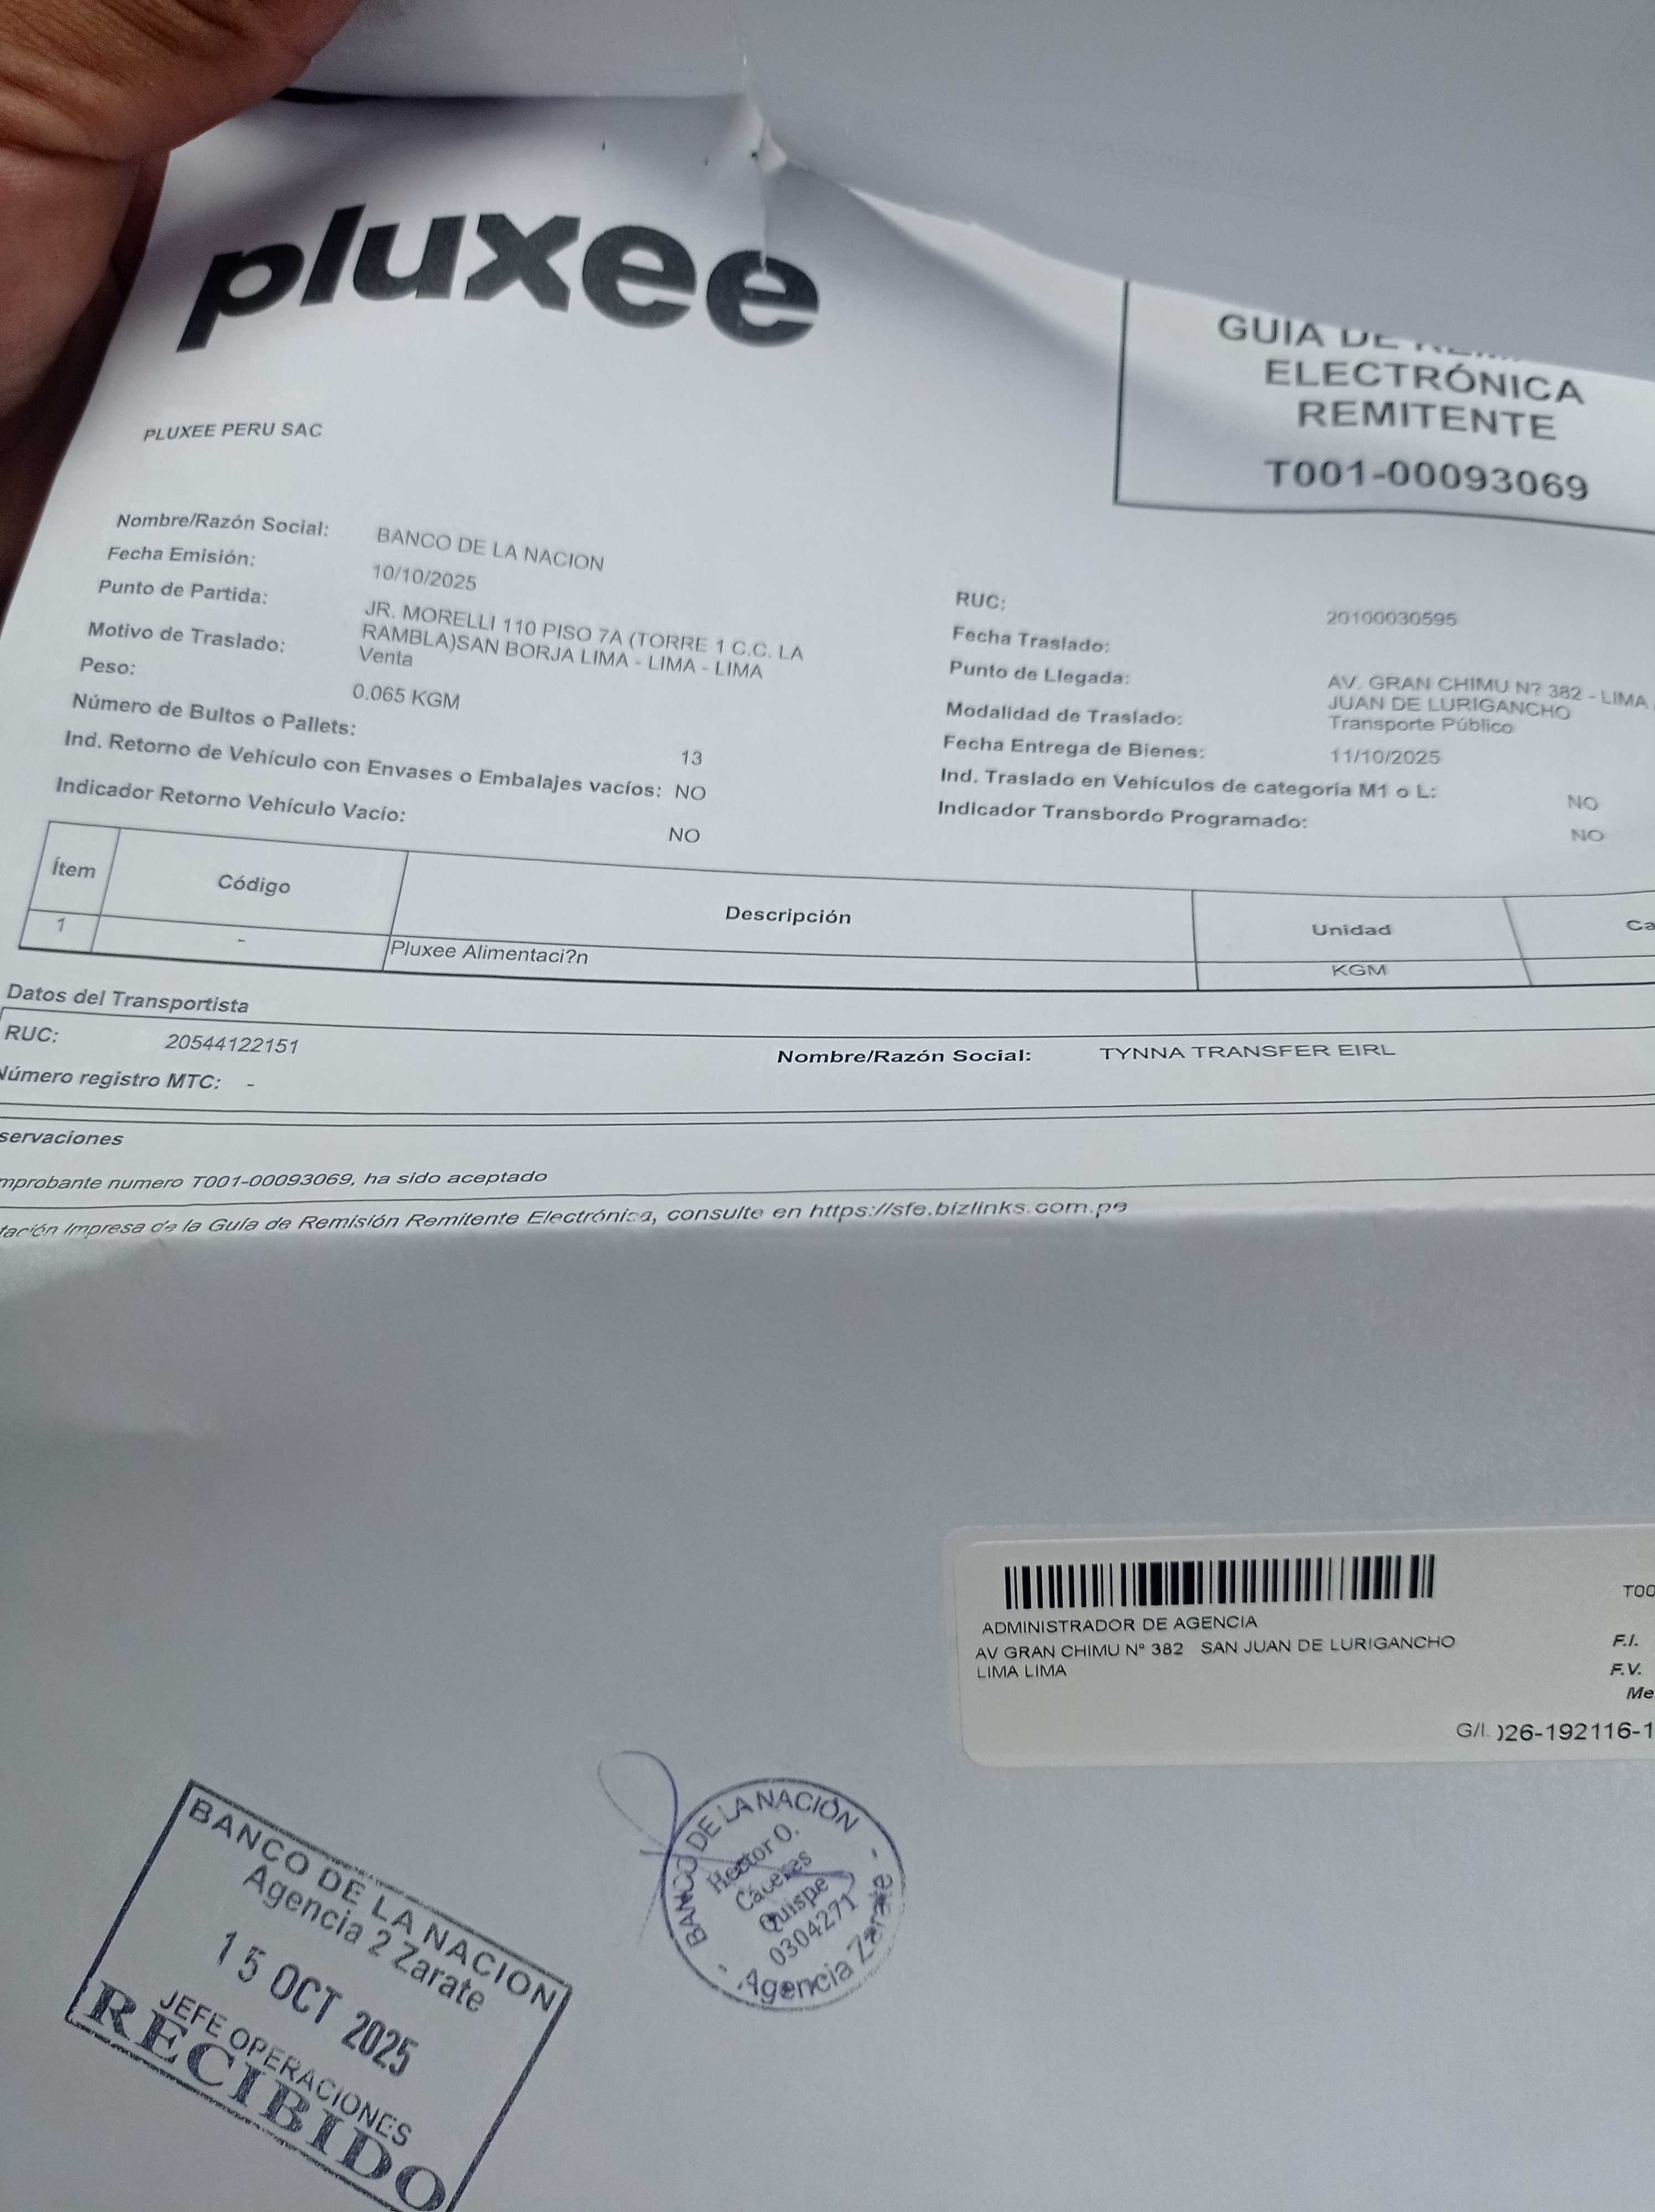 pluxee
PLUXEE PERU SAC
GUIA DE
ELECTRÓNICA
REMITENTE
T001-00093069
Nombre/Razón Social: BANCO DE LA NACION
Fecha Emisión: 10/10/2025
Punto de Partida: JR. MORELLI 110 PISO 7A (TORRE 1 C.C. LA
RAMBLA)SAN BORJA LIMA - LIMA - LIMA
Motivo de Traslado: Venta
Peso: 0.065 KGM
Número de Bultos o Pallets: 13
Ind. Retorno de Vehículo con Envases o Embalajes vacíos: NO
Indicador Retorno Vehículo Vacio: NO
RUC: 20100030595
Fecha Traslado:
Punto de Llegada: AV. GRAN CHIMU N? 382 - LIMA
JUAN DE LURIGANCHO
Modalidad de Traslado: Transporte Público
Fecha Entrega de Bienes: 11/10/2025
Ind. Traslado en Vehículos de categoría M1 o L: NO
Indicador Transbordo Programado: NO
Ítem Código Descripción Unidad Ca
1 - Pluxee Alimentaci?n KGM
Datos del Transportista
RUC: 20544122151 Nombre/Razón Social: TYNNA TRANSFER EIRL
Número registro MTC: -
servaciones
mprobante numero T001-00093069, ha sido aceptado
tación Impresa de la Guía de Remisión Remitente Electrónica, consulte en https://sfe.bizlinks.com.pe
ADMINISTRADOR DE AGENCIA
AV GRAN CHIMU Nº 382 SAN JUAN DE LURIGANCHO
LIMA LIMA
T00
F.I.
F.V.
Me
G/I. )26-192116-1
BANCO DE LA NACION
Agencia 2 Zarate
15 OCT 2025
JEFE OPERACIONES
RECIBIDO
BANCO DE LA NACIÓN
Hector O.
Cáceres
Quispe
0304271
- Agencia Zarate -